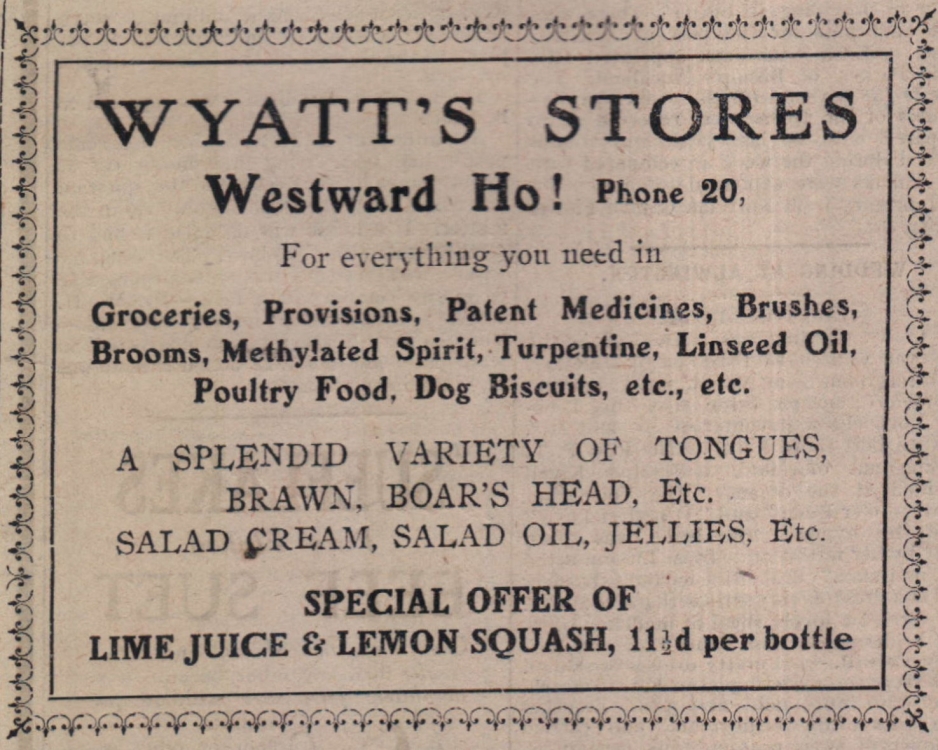 WYATT'S STORES
Westward Ho! Phone 20,
For everything you need in
Groceries, Provisions, Patent Medicines, Brushes,
Brooms, Methylated Spirit, Turpentine, Linseed Oil,
Poultry Food, Dog Biscuits, etc., etc.
A SPLENDID VARIETY OF TONGUES,
BRAWN, BOAR'S HEAD, Etc.
SALAD CREAM, SALAD OIL, JELLIES, Etc.
SPECIAL OFFER OF
LIME JUICE & LEMON SQUASH, 11½d per bottle